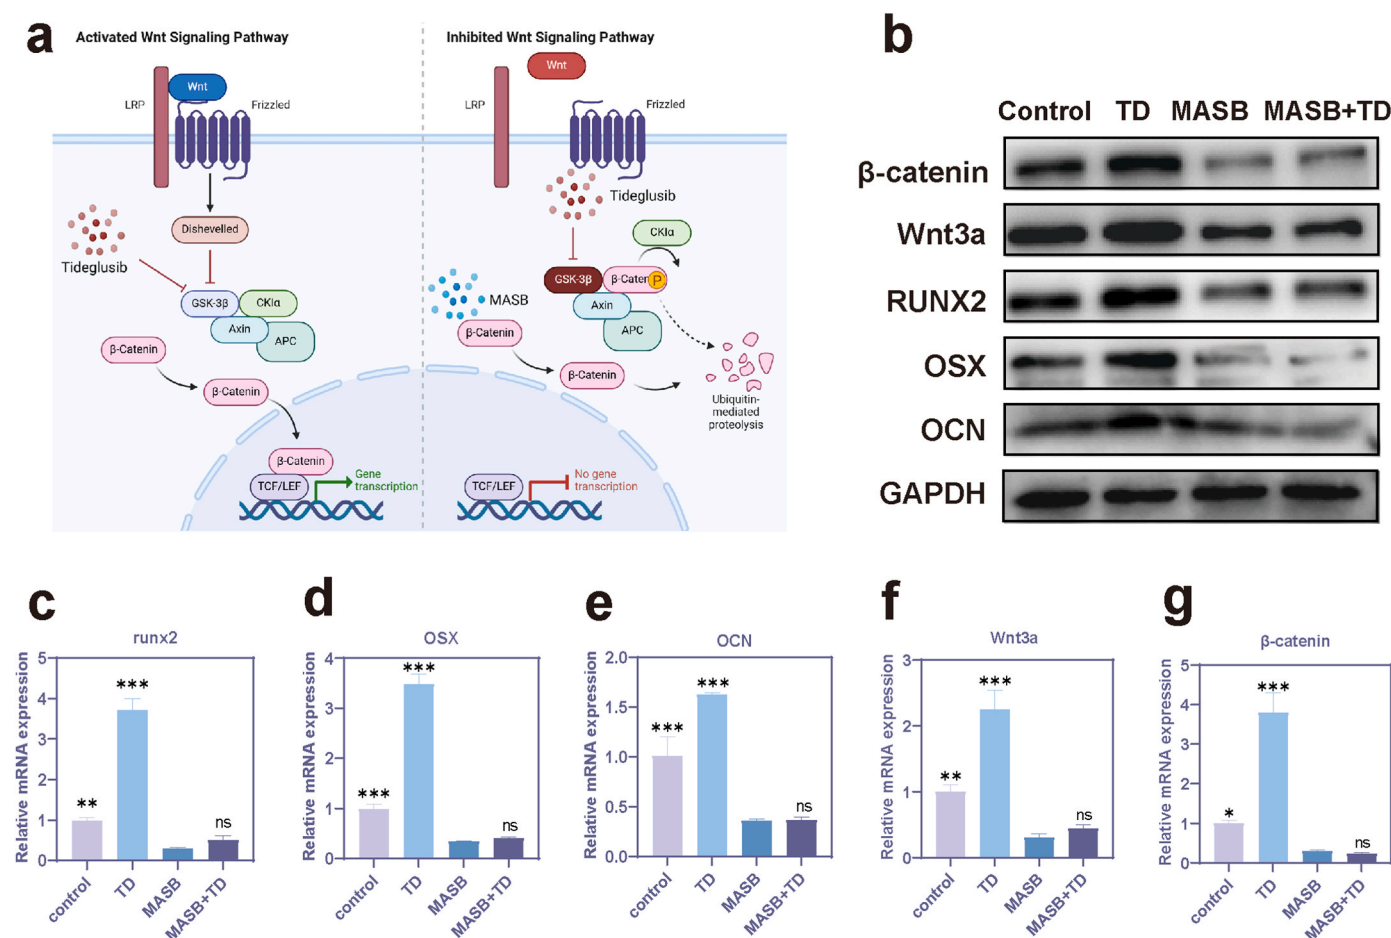 a
Activated Wnt Signaling Pathway
Inhibited Wnt Signaling Pathway
Wnt
LRP
Frizzled
Dishevelled
Tideglusib
GSK-3β
CKIα
Axin
APC
β-Catenin
β-Catenin
β-Catenin
TCF/LEF
Gene
transcription
Wnt
LRP
Frizzled
Tideglusib
CKIα
GSK-3β
β-Caten
P
Axin
APC
MASB
β-Catenin
β-Catenin
Ubiquitin-
mediated
proteolysis
TCF/LEF
No gene
transcription
b
Control TD MASB MASB+TD
β-catenin
Wnt3a
RUNX2
OSX
OCN
GAPDH
c
runx2
Relative mRNA expression
5
4
3
2
1
0
**
***
ns
control
TD
MASB
MASB+TD
d
OSX
Relative mRNA expression
4
3
2
1
0
***
***
ns
control
TD
MASB
MASB+TD
e
OCN
Relative mRNA expression
2.0
1.5
1.0
0.5
0.0
***
***
ns
control
TD
MASB
MASB+TD
f
Wnt3a
Relative mRNA expression
3
2
1
0
**
***
ns
control
TD
MASB
MASB+TD
g
β-catenin
Relative mRNA expression
5
4
3
2
1
0
*
***
ns
control
TD
MASB
MASB+TD